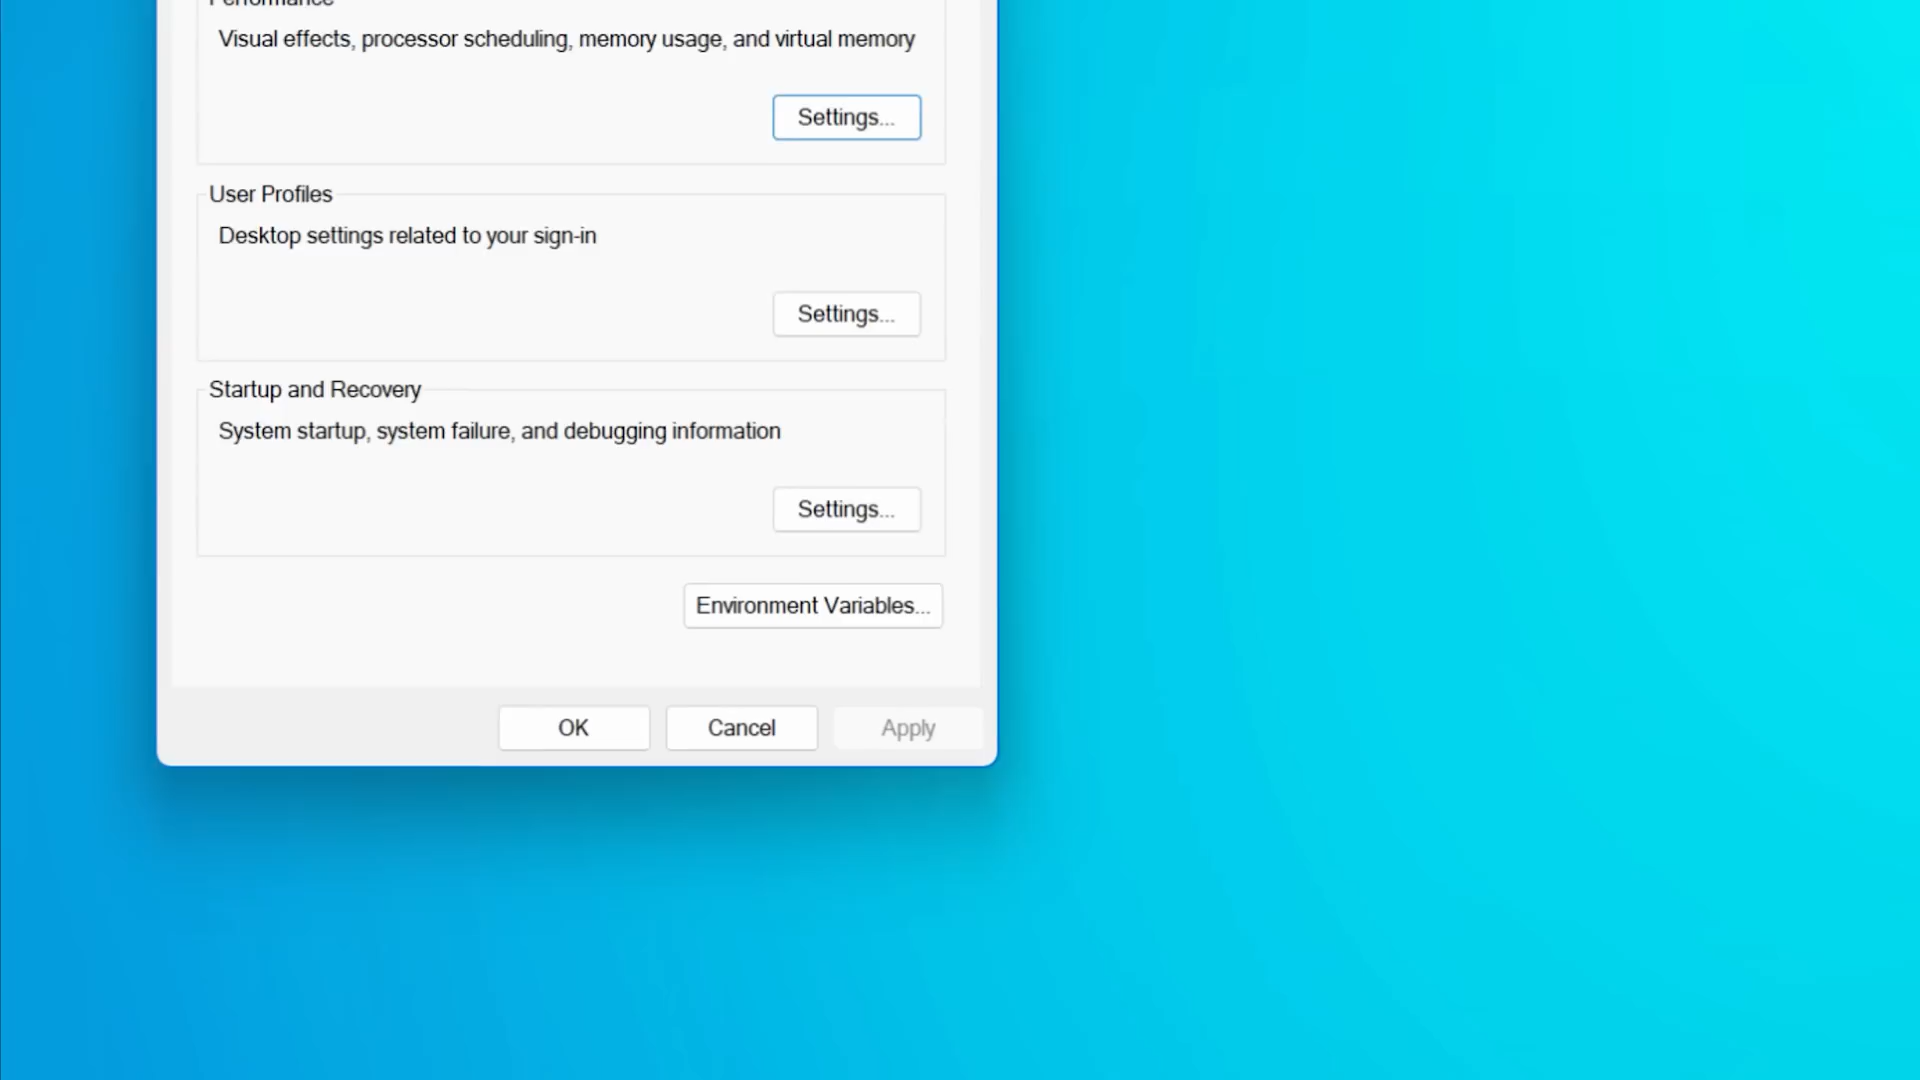 Performance
Visual effects, processor scheduling, memory usage, and virtual memory
Settings...
User Profiles
Desktop settings related to your sign-in
Settings...
Startup and Recovery
System startup, system failure, and debugging information
Settings...
Environment Variables...
OK
Cancel
Apply